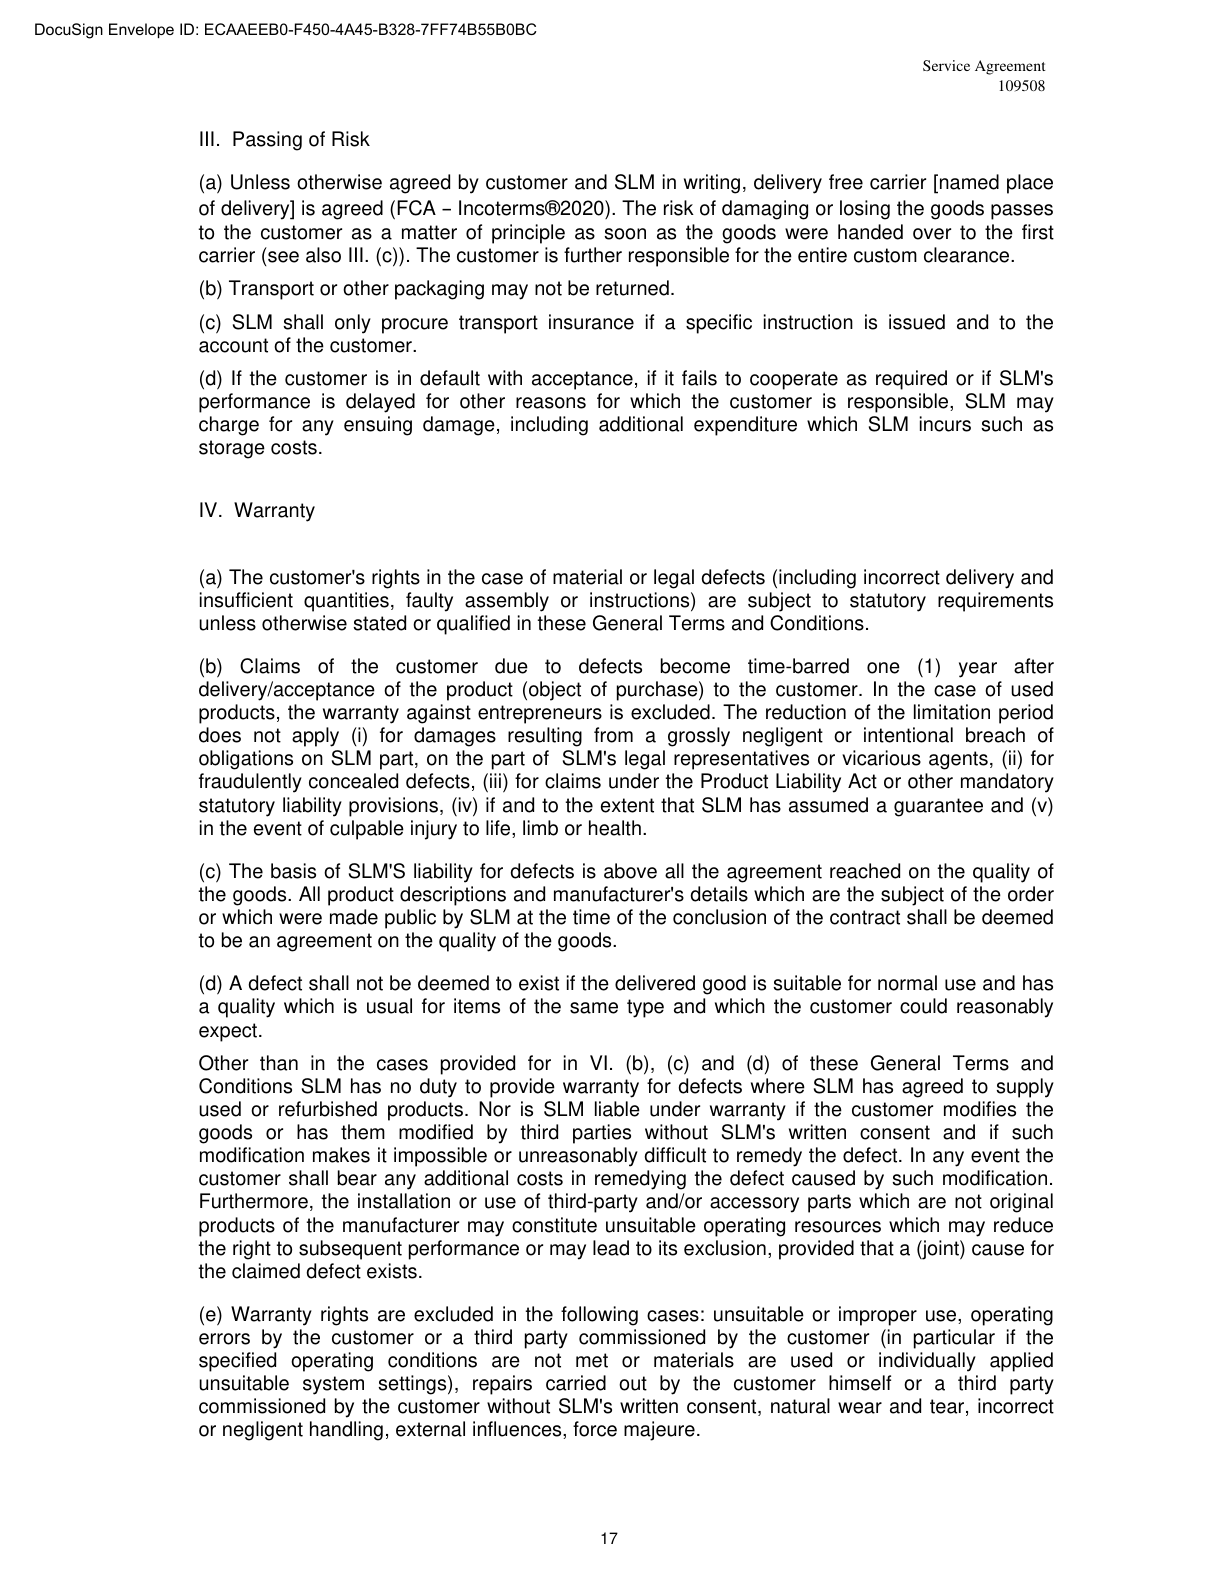 DocuSign Envelope ID: ECAAEEB0-F450-4A45-B328-7FF74B55B0BC
Service Agreement
109508
III. Passing of Risk
(a) Unless otherwise agreed by customer and SLM in writing, delivery free carrier [named place
of delivery] is agreed (FCA – Incoterms®2020). The risk of damaging or losing the goods passes
to the customer as a matter of principle as soon as the goods were handed over to the first
carrier (see also III. (c)). The customer is further responsible for the entire custom clearance.
(b) Transport or other packaging may not be returned.
(c) SLM shall only procure transport insurance if a specific instruction is issued and to the
account of the customer.
(d) If the customer is in default with acceptance, if it fails to cooperate as required or if SLM's
performance is delayed for other reasons for which the customer is responsible, SLM may
charge for any ensuing damage, including additional expenditure which SLM incurs such as
storage costs.
IV. Warranty
(a) The customer's rights in the case of material or legal defects (including incorrect delivery and
insufficient quantities, faulty assembly or instructions) are subject to statutory requirements
unless otherwise stated or qualified in these General Terms and Conditions.
(b) Claims of the customer due to defects become time-barred one (1) year after
delivery/acceptance of the product (object of purchase) to the customer. In the case of used
products, the warranty against entrepreneurs is excluded. The reduction of the limitation period
does not apply (i) for damages resulting from a grossly negligent or intentional breach of
obligations on SLM part, on the part of SLM's legal representatives or vicarious agents, (ii) for
fraudulently concealed defects, (iii) for claims under the Product Liability Act or other mandatory
statutory liability provisions, (iv) if and to the extent that SLM has assumed a guarantee and (v)
in the event of culpable injury to life, limb or health.
(c) The basis of SLM'S liability for defects is above all the agreement reached on the quality of
the goods. All product descriptions and manufacturer's details which are the subject of the order
or which were made public by SLM at the time of the conclusion of the contract shall be deemed
to be an agreement on the quality of the goods.
(d) A defect shall not be deemed to exist if the delivered good is suitable for normal use and has
a quality which is usual for items of the same type and which the customer could reasonably
expect.
Other than in the cases provided for in VI. (b), (c) and (d) of these General Terms and
Conditions SLM has no duty to provide warranty for defects where SLM has agreed to supply
used or refurbished products. Nor is SLM liable under warranty if the customer modifies the
goods or has them modified by third parties without SLM's written consent and if such
modification makes it impossible or unreasonably difficult to remedy the defect. In any event the
customer shall bear any additional costs in remedying the defect caused by such modification.
Furthermore, the installation or use of third-party and/or accessory parts which are not original
products of the manufacturer may constitute unsuitable operating resources which may reduce
the right to subsequent performance or may lead to its exclusion, provided that a (joint) cause for
the claimed defect exists.
(e) Warranty rights are excluded in the following cases: unsuitable or improper use, operating
errors by the customer or a third party commissioned by the customer (in particular if the
specified operating conditions are not met or materials are used or individually applied
unsuitable system settings), repairs carried out by the customer himself or a third party
commissioned by the customer without SLM's written consent, natural wear and tear, incorrect
or negligent handling, external influences, force majeure.
17